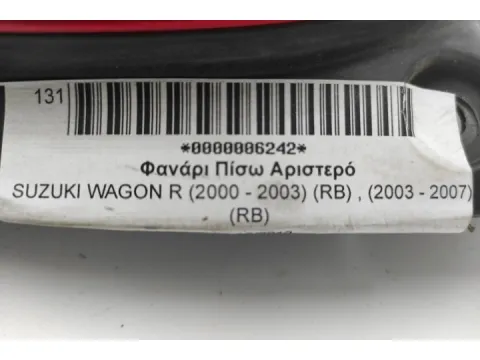 131
*0000006242*
Φανάρι Πίσω Αριστερό
SUZUKI WAGON R (2000 - 2003) (RB) , (2003 - 2007)
(RB)